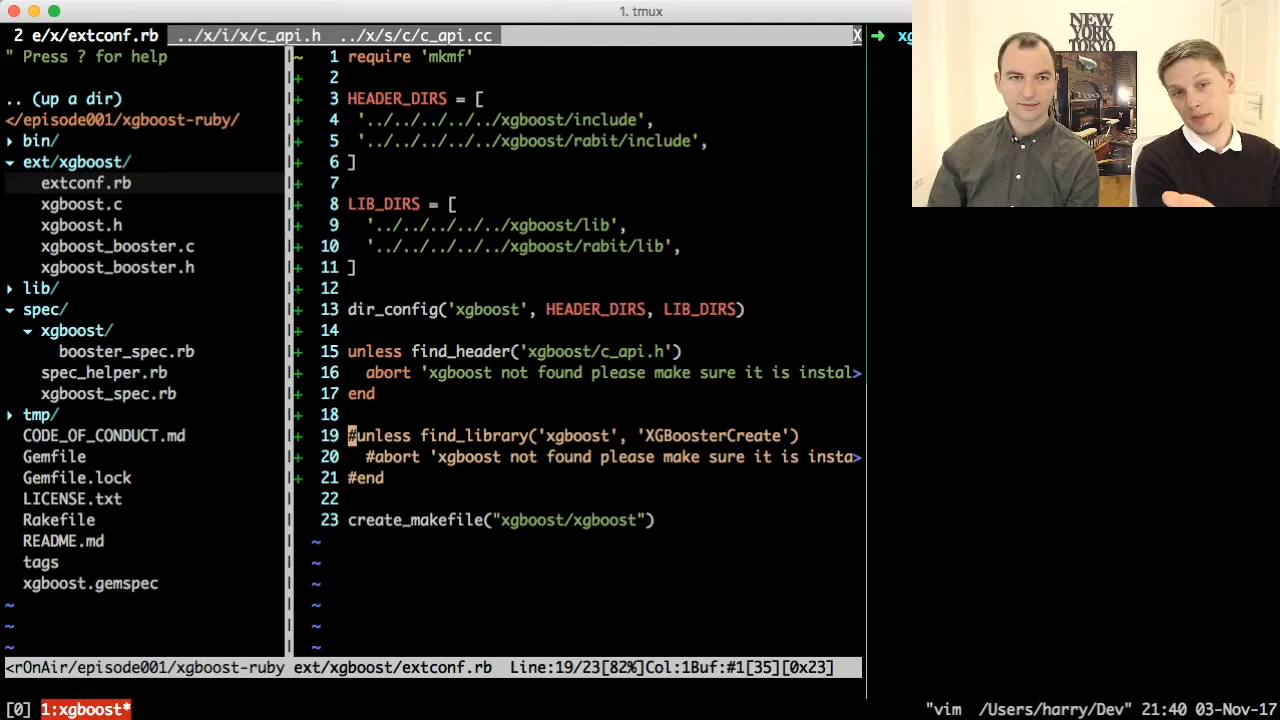 1. tmux
2 e/x/extconf.rb ../x/i/x/c_api.h ../x/s/c/c_api.cc X
" Press ? for help
.. (up a dir)
</episode001/xgboost-ruby/
bin/
ext/xgboost/
extconf.rb
xgboost.c
xgboost.h
xgboost_booster.c
xgboost_booster.h
lib/
spec/
xgboost/
booster_spec.rb
spec_helper.rb
xgboost_spec.rb
tmp/
CODE_OF_CONDUCT.md
Gemfile
Gemfile.lock
LICENSE.txt
Rakefile
README.md
tags
xgboost.gemspec
~
~
~
~ 1 require 'mkmf'
+ 2
+ 3 HEADER_DIRS = [
+ 4 '../../../../../xgboost/include',
+ 5 '../../../../../xgboost/rabit/include',
+ 6 ]
+ 7
+ 8 LIB_DIRS = [
+ 9 '../../../../../xgboost/lib',
+ 10 '../../../../../xgboost/rabit/lib',
+ 11 ]
+ 12
+ 13 dir_config('xgboost', HEADER_DIRS, LIB_DIRS)
+ 14
+ 15 unless find_header('xgboost/c_api.h')
+ 16 abort 'xgboost not found please make sure it is instal>
+ 17 end
+ 18
+ 19 #unless find_library('xgboost', 'XGBoosterCreate')
+ 20 #abort 'xgboost not found please make sure it is insta>
+ 21 #end
22
23 create_makefile("xgboost/xgboost")
~
~
~
~
~
~
<rOnAir/episode001/xgboost-ruby ext/xgboost/extconf.rb Line:19/23[82%]Col:1Buf:#1[35][0x23]
➜ xg
NEW
YORK
TOKYO
[0] 1:xgboost* "vim /Users/harry/Dev" 21:40 03-Nov-17